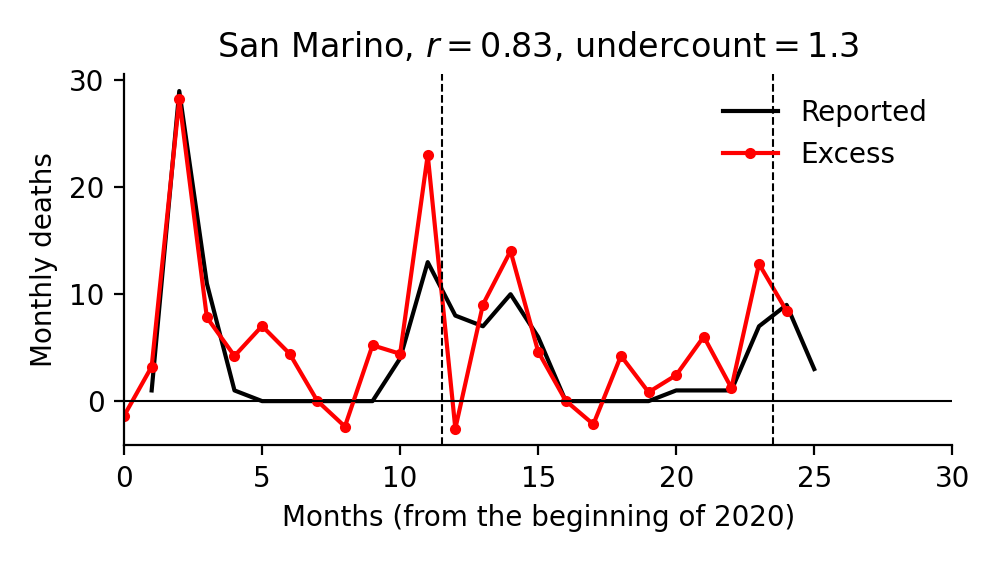 San Marino, r = 0.83, undercount = 1.3
30
20
10
0
Monthly deaths
Reported
Excess
0 5 10 15 20 25 30
Months (from the beginning of 2020)